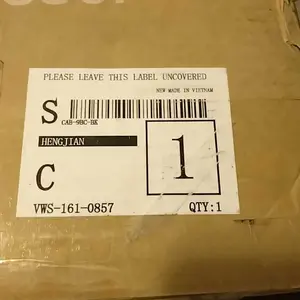 PLEASE LEAVE THIS LABEL UNCOVERED
NEW MADE IN VIETNAM
S
CAB-9BC-BK
HENGJIAN
1
C
VWS-161-0857
QTY:1